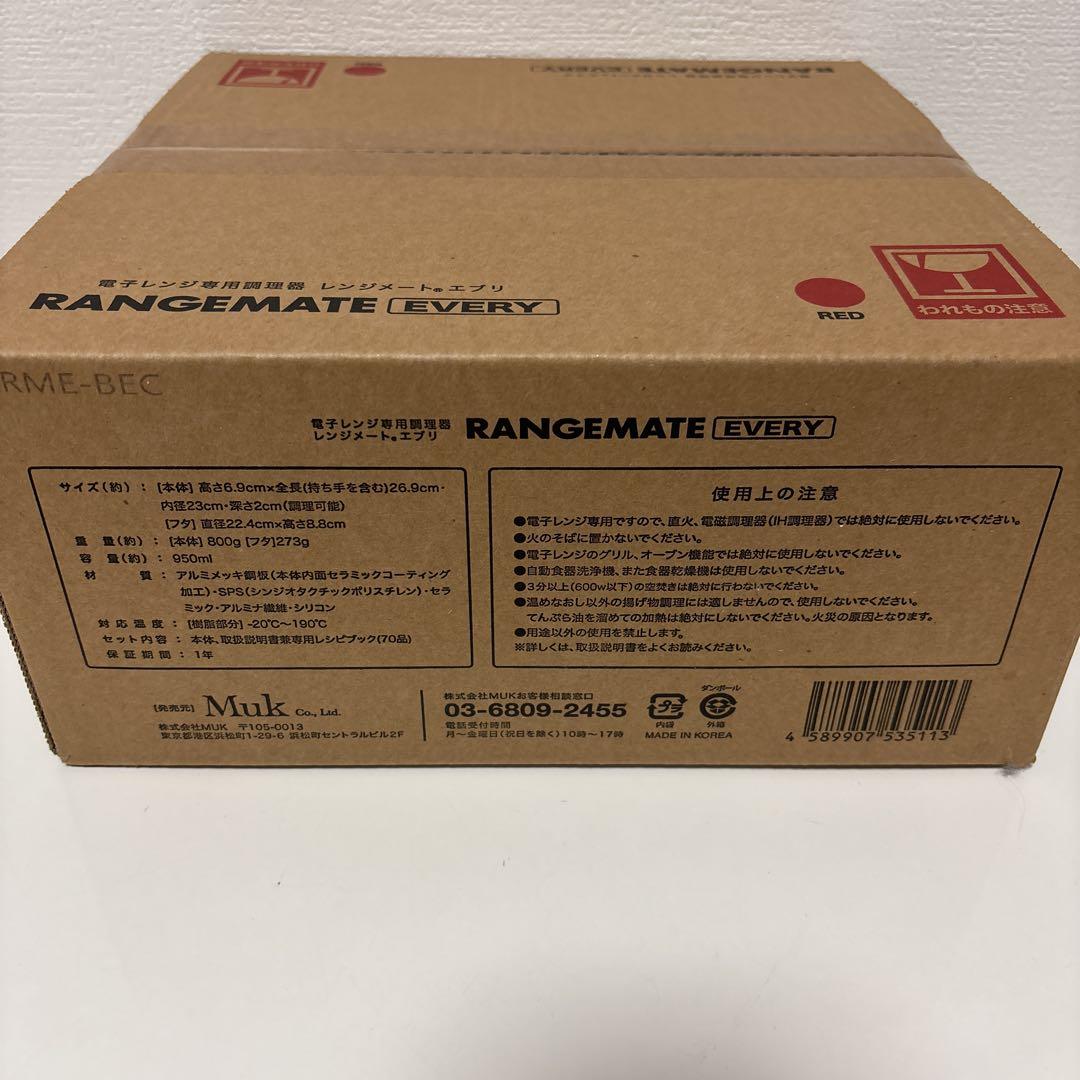 RANGEMATE EVERY
RED
電子レンジ専用調理器 レンジメート®エブリ
RANGEMATE EVERY
RED
われもの注意
RME-BEC
電子レンジ専用調理器
レンジメート®エブリ
RANGEMATE EVERY
サイズ(約): [本体] 高さ6.9cm×全長(持ち手を含む)26.9cm・
内径23cm・深さ2cm(調理可能)
[フタ] 直径22.4cm×高さ8.8cm
重量(約): [本体] 800g [フタ]273g
容量(約): 950ml
材質: アルミメッキ鋼板(本体内面セラミックコーティング
加工)・SPS(シンジオタクチックポリスチレン)・セラ
ミック・アルミナ繊維・シリコン
対応温度: [樹脂部分] -20℃〜190℃
セット内容: 本体、取扱説明書兼専用レシピブック(70品)
保証期間: 1年
使用上の注意
●電子レンジ専用ですので、直火、電磁調理器(IH調理器)では絶対に使用しないでください。
●火のそばに置かないでください。
●電子レンジのグリル、オーブン機能では絶対に使用しないでください。
●自動食器洗浄機、また食器乾燥機は使用しないでください。
●3分以上(600w以下)の空焚きは絶対に行わないでください。
●温めなおし以外の揚げ物調理には適しませんので、使用しないでください。
てんぷら油を溜めての加熱は絶対にしないでください。火災の原因となります。
●用途以外の使用を禁止します。
※詳しくは、取扱説明書をよくお読みください。
[発売元] Muk Co., Ltd.
株式会社MUK 〒105-0013
東京都港区浜松町1-29-6 浜松町セントラルビル2F
株式会社MUKお客様相談窓口
03-6809-2455
電話受付時間
月〜金曜日(祝日を除く)10時〜17時
プラ
内袋
ダンボール
外箱
MADE IN KOREA
4 589907 535113